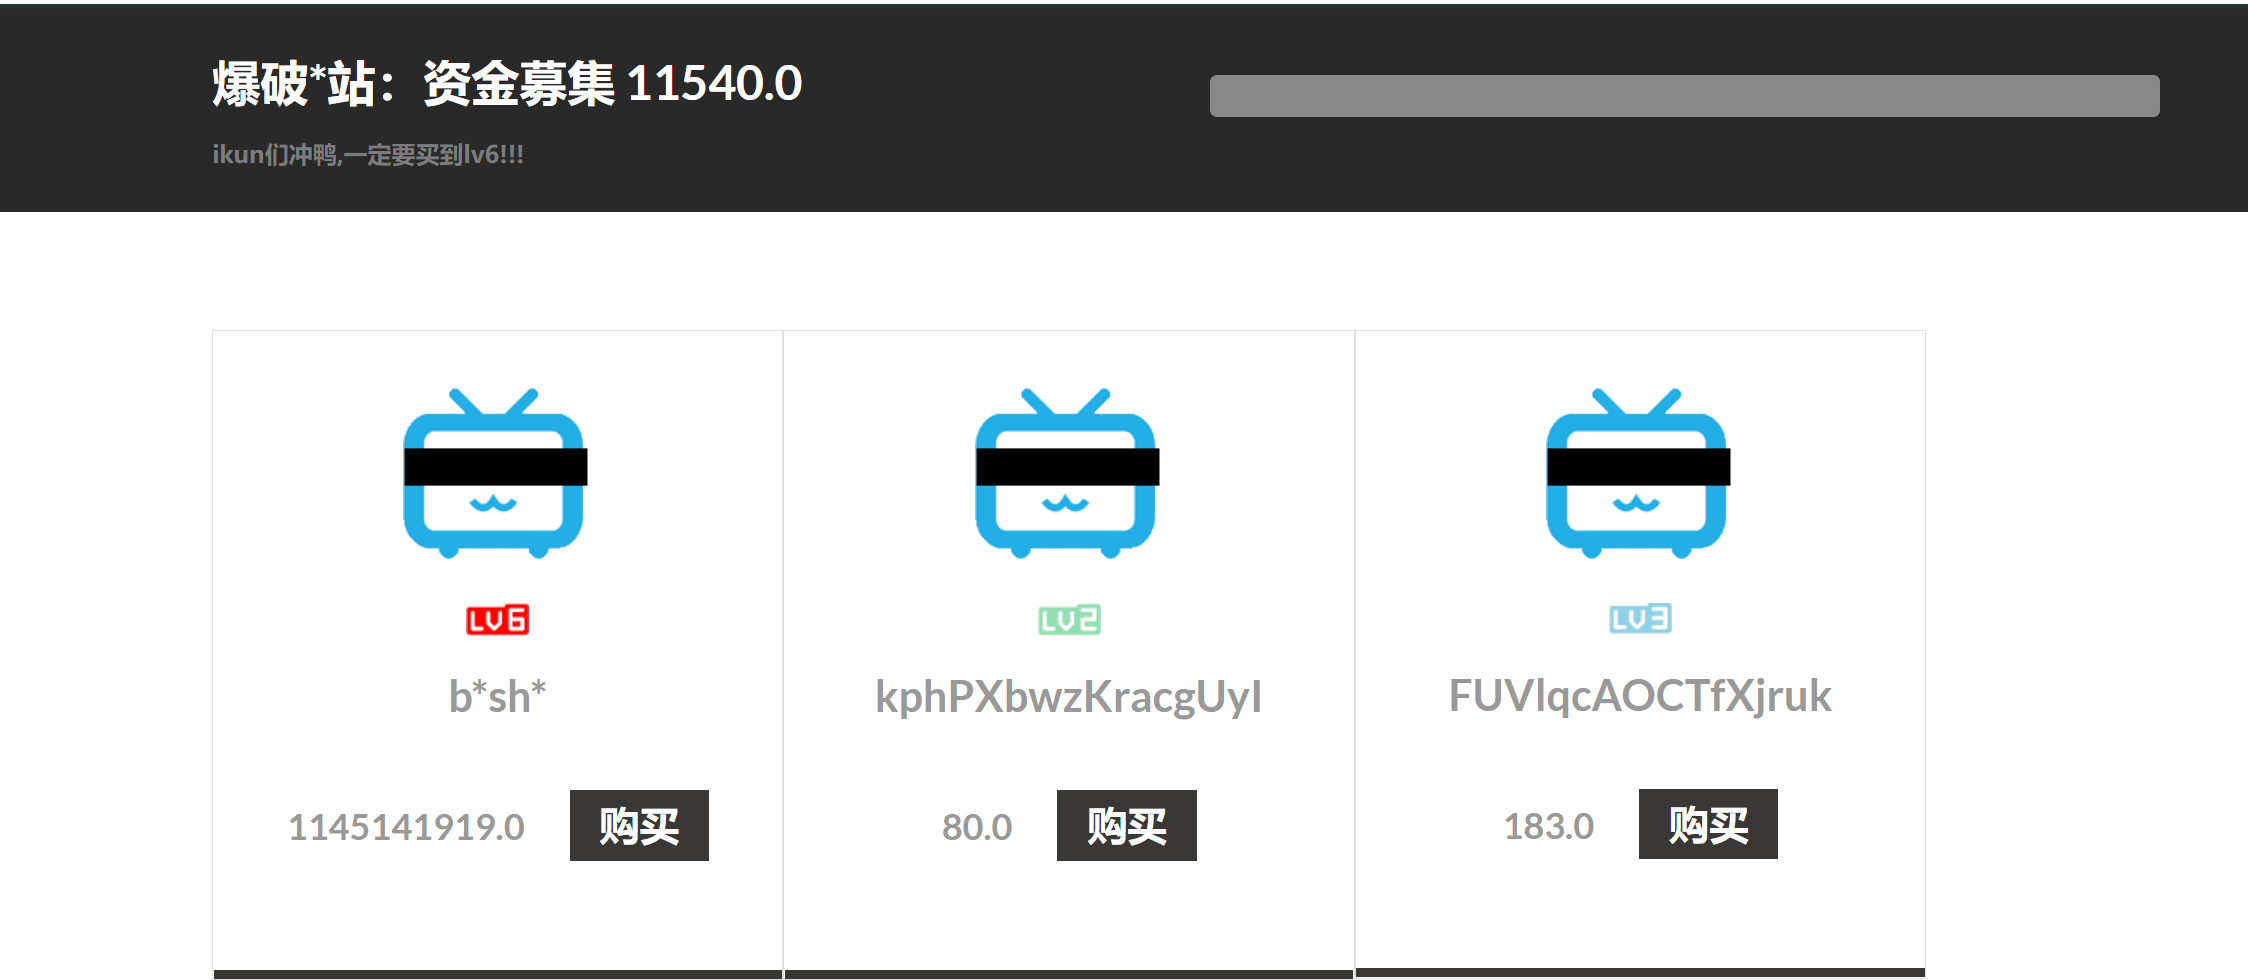 爆破*站：资金募集 11540.0
ikun们冲鸭,一定要买到lv6!!!
LV6
LV2
LV3
b*sh*
kphPXbwzKracgUyI
FUVlqcAOCTfXjruk
1145141919.0 购买
80.0 购买
183.0 购买